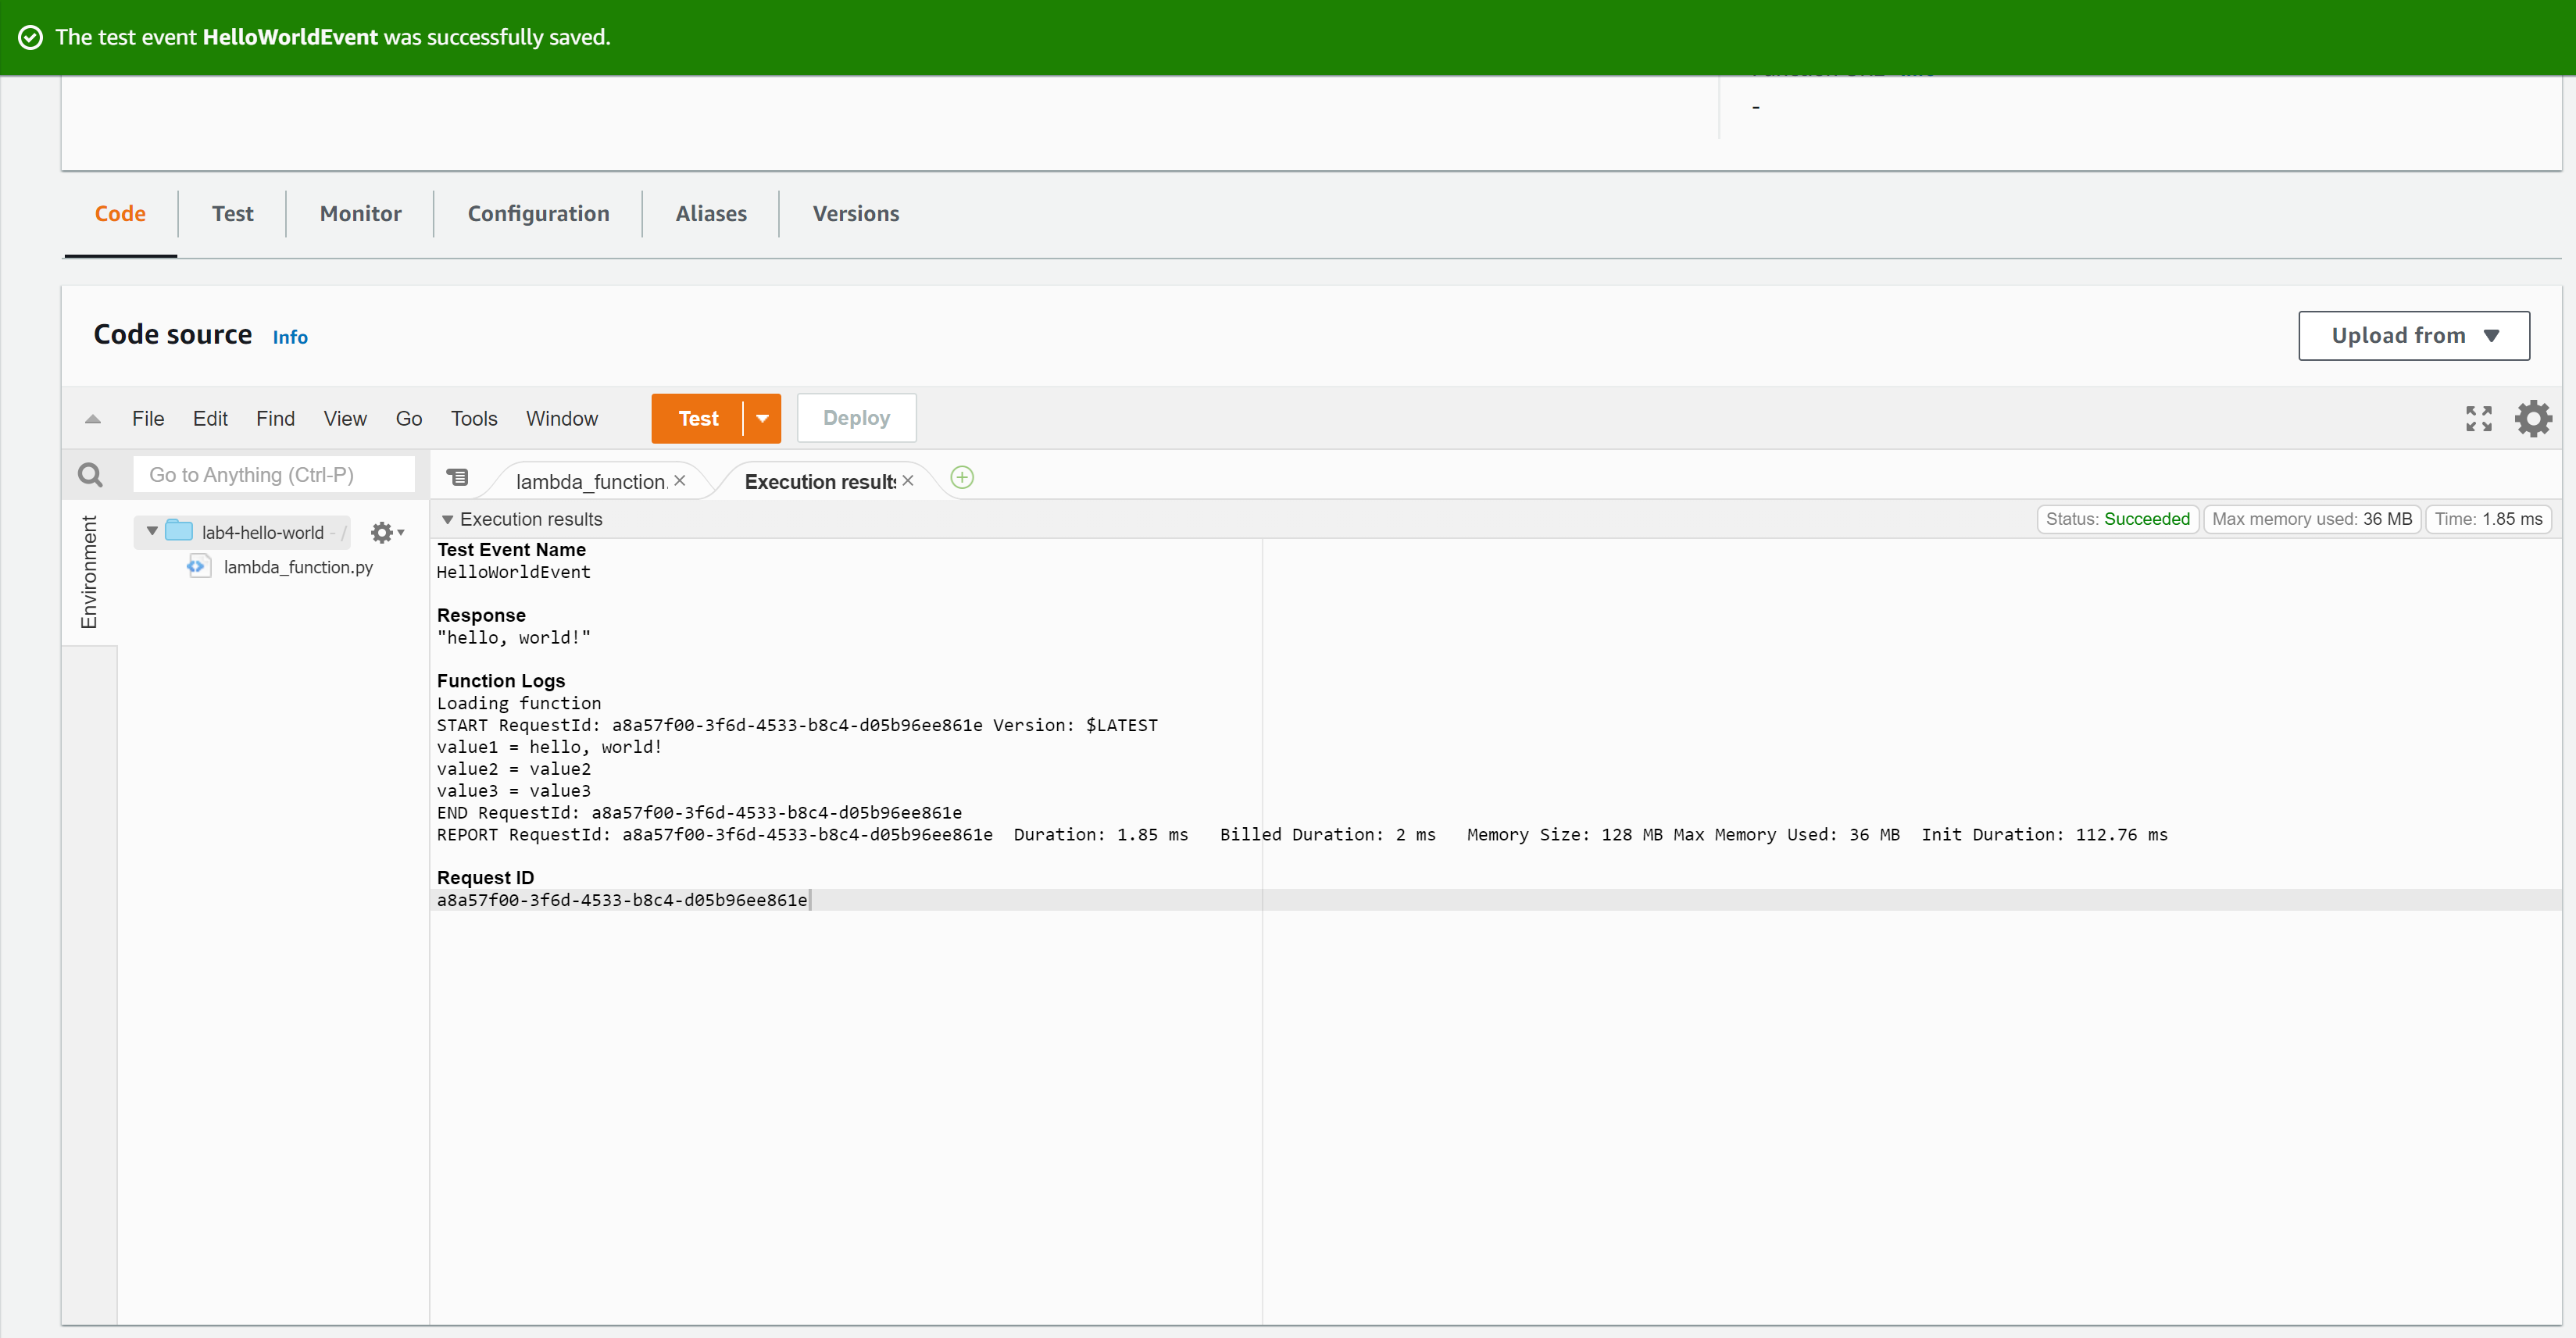 The test event HelloWorldEvent was successfully saved.
-
Code Test Monitor Configuration Aliases Versions
Code source Info
Upload from
File Edit Find View Go Tools Window Test Deploy
Go to Anything (Ctrl-P)
lambda_function. Execution results
Environment
lab4-hello-world - /
lambda_function.py
Execution results
Status: Succeeded Max memory used: 36 MB Time: 1.85 ms
Test Event Name
HelloWorldEvent
Response
"hello, world!"
Function Logs
Loading function
START RequestId: a8a57f00-3f6d-4533-b8c4-d05b96ee861e Version: $LATEST
value1 = hello, world!
value2 = value2
value3 = value3
END RequestId: a8a57f00-3f6d-4533-b8c4-d05b96ee861e
REPORT RequestId: a8a57f00-3f6d-4533-b8c4-d05b96ee861e Duration: 1.85 ms Billed Duration: 2 ms Memory Size: 128 MB Max Memory Used: 36 MB Init Duration: 112.76 ms
Request ID
a8a57f00-3f6d-4533-b8c4-d05b96ee861e